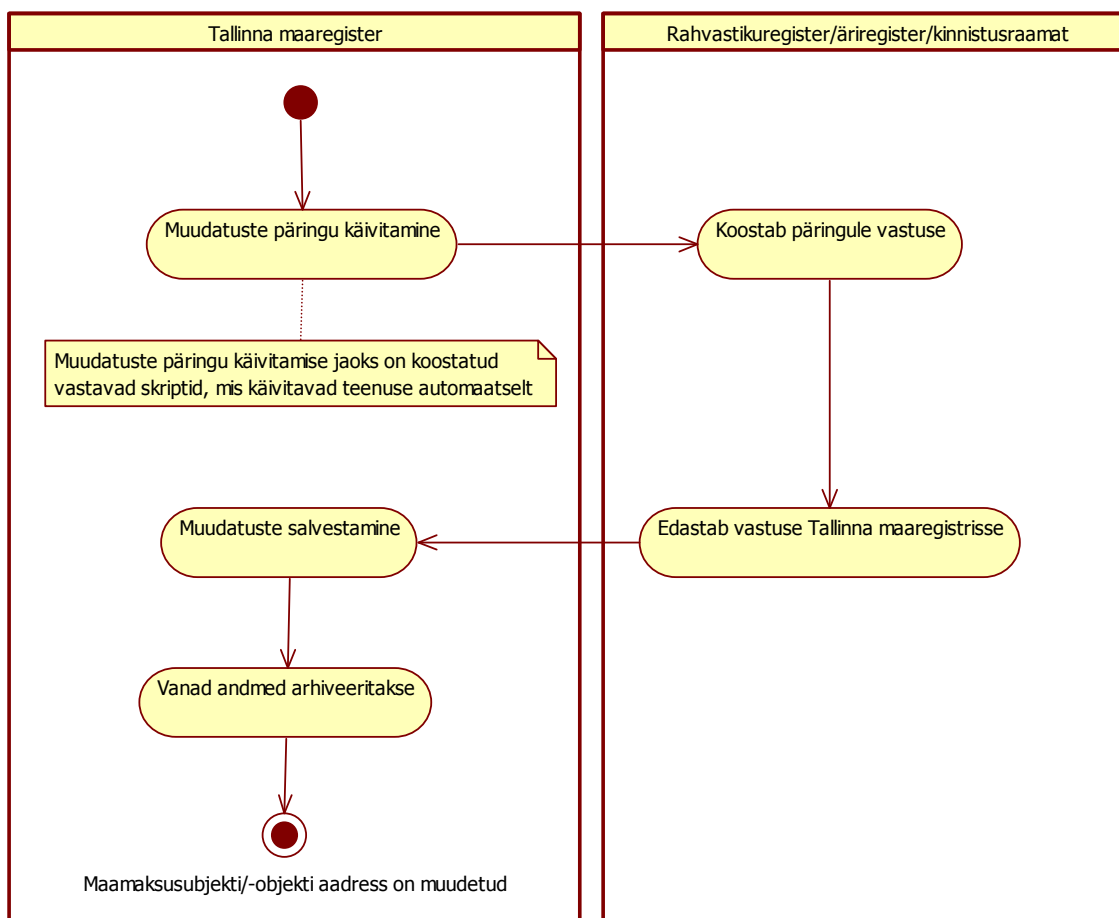 Tallinna maaregister
Rahvastikuregister/äriregister/kinnistusraamat
Muudatuste päringu käivitamine
Koostab päringule vastuse
Muudatuste päringu käivitamise jaoks on koostatud
vastavad skriptid, mis käivitavad teenuse automaatselt
Muudatuste salvestamine
Edastab vastuse Tallinna maaregistrisse
Vanad andmed arhiveeritakse
Maamaksusubjekti/-objekti aadress on muudetud